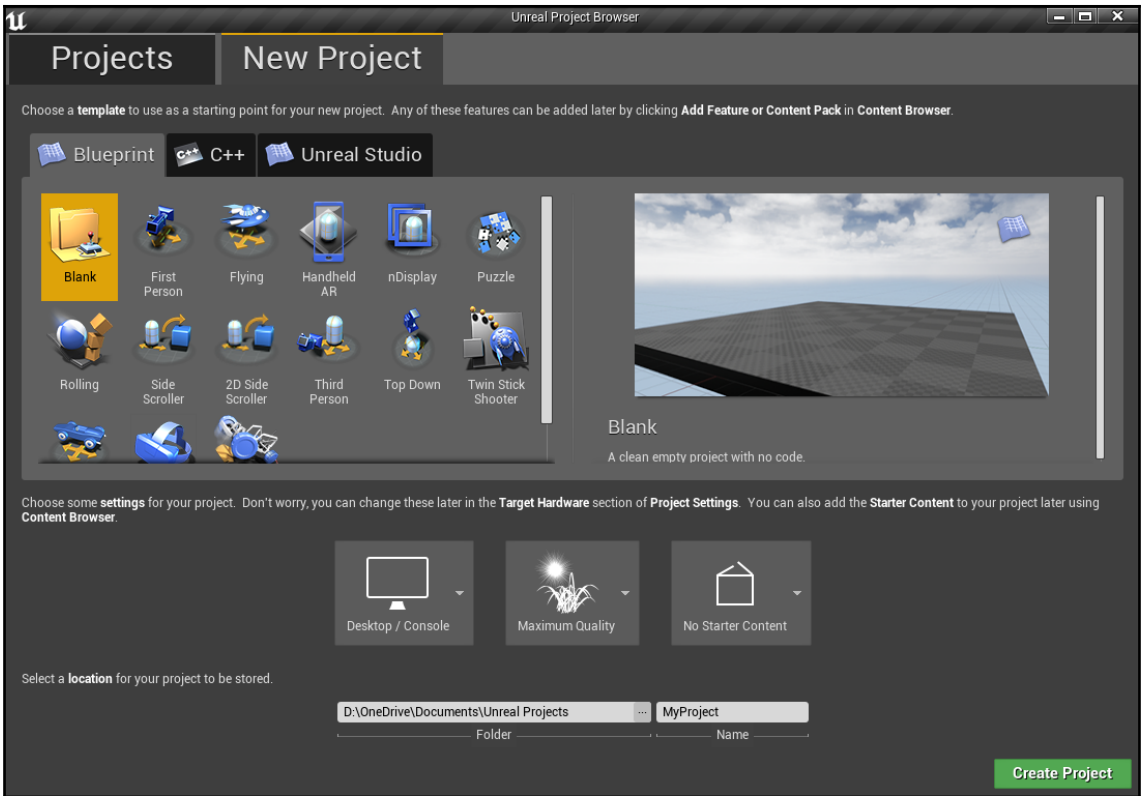 Unreal Project Browser
Projects
New Project
Choose a template to use as a starting point for your new project. Any of these features can be added later by clicking Add Feature or Content Pack in Content Browser.
Blueprint
C++
Unreal Studio
Blank
First
Person
Flying
Handheld
AR
nDisplay
Puzzle
Rolling
Side
Scroller
2D Side
Scroller
Third
Person
Top Down
Twin Stick
Shooter
Blank
A clean empty project with no code.
Choose some settings for your project. Don't worry, you can change these later in the Target Hardware section of Project Settings. You can also add the Starter Content to your project later using
Content Browser.
Desktop / Console
Maximum Quality
No Starter Content
Select a location for your project to be stored.
D:\OneDrive\Documents\Unreal Projects
...
MyProject
Folder
Name
Create Project